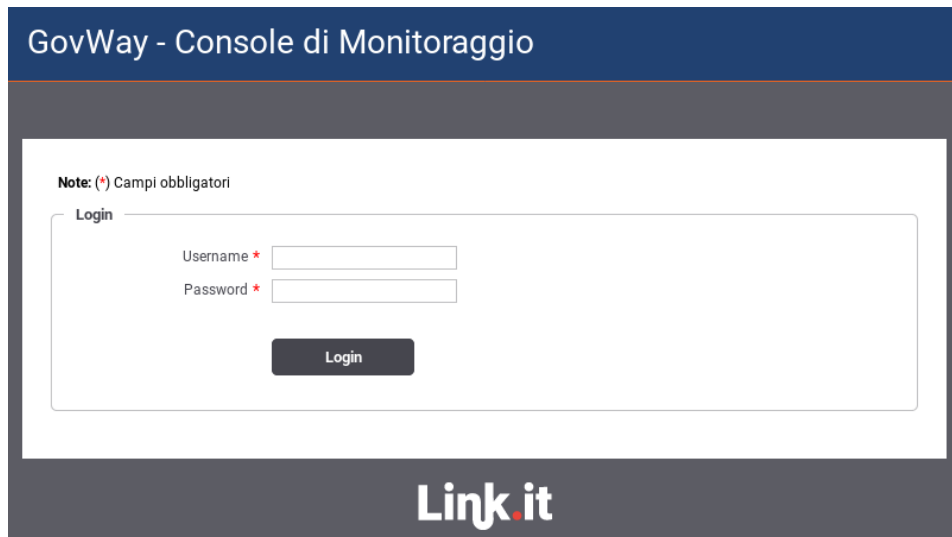 GovWay - Console di Monitoraggio
Note: (*) Campi obbligatori
Login
Username *
Password *
Login
Link.it